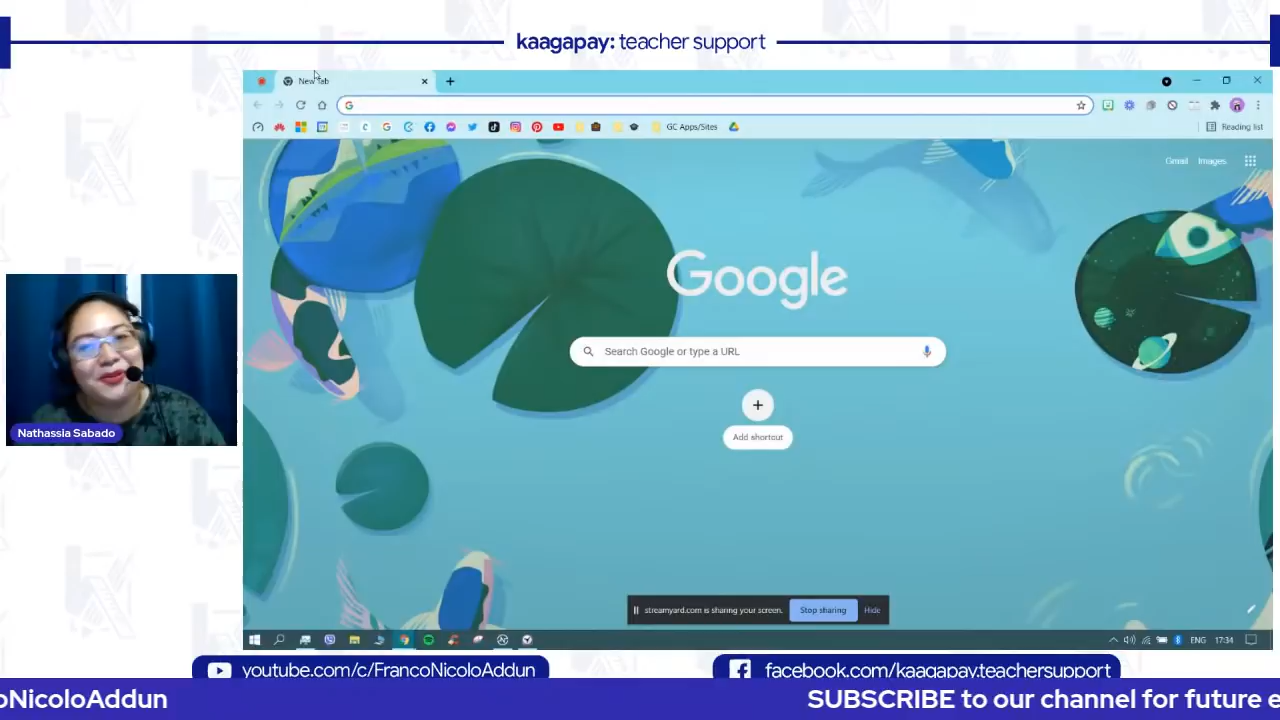 kaagapay: teacher support
New Tab
GC Apps/Sites
Reading list
Gmail
Images
Google
Search Google or type a URL
Add shortcut
Nathassia Sabado
streamyard.com is sharing your screen.
Stop sharing
Hide
ENG
17:34
youtube.com/c/FrancoNicoloAddun
facebook.com/kaagapay.teachersupport
oNicoloAddun
SUBSCRIBE to our channel for future e